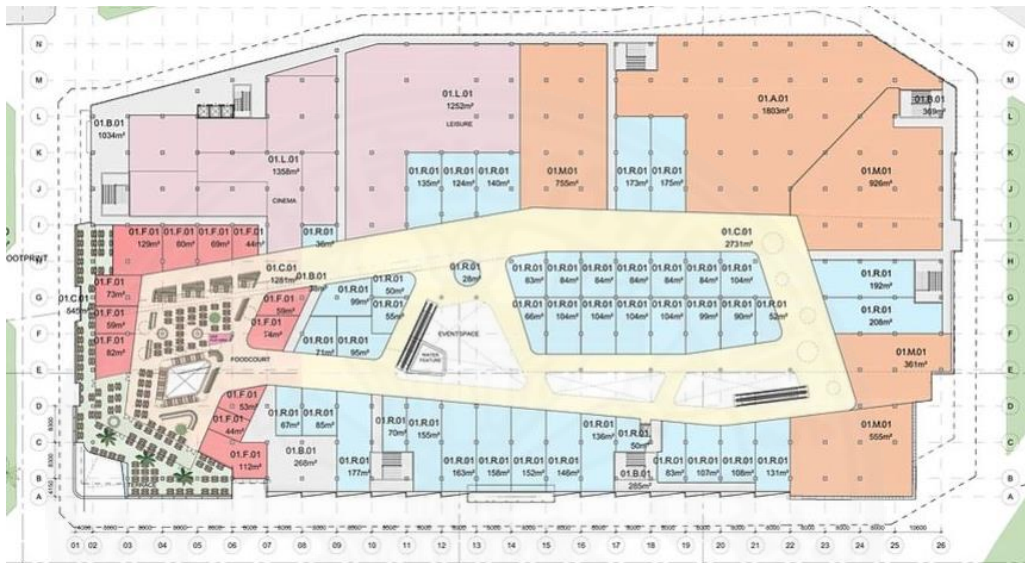 N
N
M
M
L
L
K
K
J
J
I
I
H
G
G
F
F
E
E
D
D
C
C
B
B
A
A
01.B.01
1034m²
01.L.01
1252m²
LEISURE
01.A.01
1803m²
01.B.01
369m²
01.L.01
1358m²
CINEMA
01.R.01
135m²
01.R.01
124m²
01.R.01
140m²
01.M.01
755m²
01.R.01
173m²
01.R.01
175m²
01.M.01
926m²
01.F.01
129m²
01.F.01
60m²
01.F.01
69m²
01.F.01
44m²
01.R.01
36m²
01.C.01
2731m²
01.F.01
73m²
01.C.01
1281m²
01.B.01
01.R.01
99m²
01.R.01
50m²
01.R.01
55m²
01.R.01
28m²
01.R.01
83m²
01.R.01
84m²
01.R.01
84m²
01.R.01
84m²
01.R.01
84m²
01.R.01
84m²
01.R.01
104m²
01.R.01
192m²
01.C.01
545m²
01.F.01
59m²
01.F.01
59m²
01.R.01
66m²
01.R.01
104m²
01.R.01
104m²
01.R.01
104m²
01.R.01
104m²
01.R.01
99m²
01.R.01
90m²
01.R.01
52m²
01.R.01
208m²
01.F.01
82m²
01.F.01
01.R.01
71m²
01.R.01
95m²
EVENTSPACE
WATER
FEATURE
FOODCOURT
01.M.01
361m²
01.F.01
53m²
01.F.01
44m²
01.F.01
112m²
01.R.01
67m²
01.R.01
85m²
01.B.01
268m²
01.R.01
177m²
01.R.01
70m²
01.R.01
155m²
01.R.01
163m²
01.R.01
158m²
01.R.01
152m²
01.R.01
146m²
01.R.01
136m²
01.R.01
50m²
01.B.01
285m²
01.R.01
83m²
01.R.01
107m²
01.R.01
108m²
01.R.01
131m²
01.M.01
555m²
TERRACE
01 02 03 04 05 06 07 08 09 10 11 12 13 14 15 16 17 18 19 20 21 22 23 24 25 26